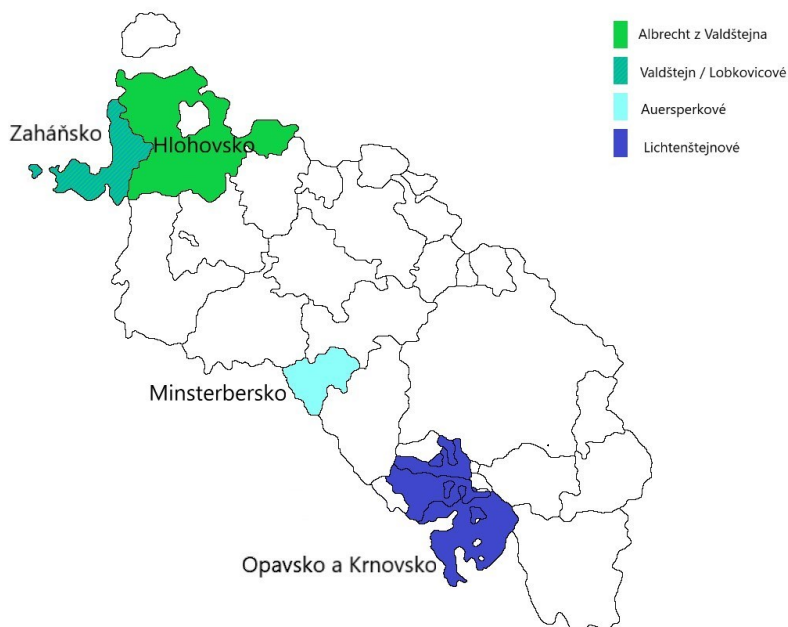 Albrecht z Valdštejna
Valdštejn / Lobkovicové
Auersperkové
Lichtenštejnové
Zaháňsko
Hlohovsko
Minsterbersko
Opavsko a Krnovsko